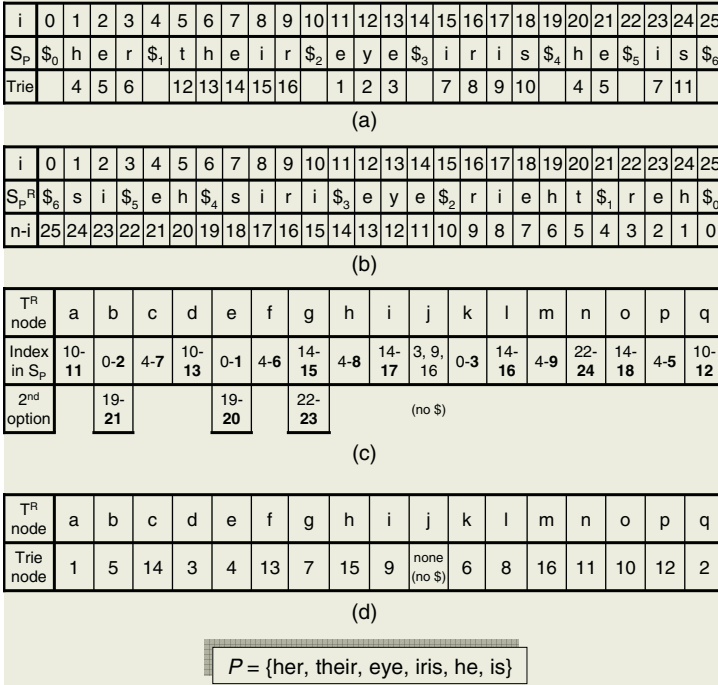 i 0 1 2 3 4 5 6 7 8 9 10 11 12 13 14 15 16 17 18 19 20 21 22 23 24 25
S_P $0 h e r $1 t h e i r $2 e y e $3 i r i s $4 h e $5 i s $6
Trie 4 5 6 12 13 14 15 16 1 2 3 7 8 9 10 4 5 7 11
(a)
i 0 1 2 3 4 5 6 7 8 9 10 11 12 13 14 15 16 17 18 19 20 21 22 23 24 25
S_P^R $6 s i $5 e h $4 s i r i $3 e y e $2 r i e h t $1 r e h $0
n-i 25 24 23 22 21 20 19 18 17 16 15 14 13 12 11 10 9 8 7 6 5 4 3 2 1 0
(b)
T^R node a b c d e f g h i j k l m n o p q
Index in S_P 10-11 0-2 4-7 10-13 0-1 4-6 14-15 4-8 14-17 3, 9, 16 0-3 14-16 4-9 22-24 14-18 4-5 10-12
2nd option 19-21 19-20 22-23 (no $)
(c)
T^R node a b c d e f g h i j k l m n o p q
Trie node 1 5 14 3 4 13 7 15 9 none (no $) 6 8 16 11 10 12 2
(d)
P = {her, their, eye, iris, he, is}